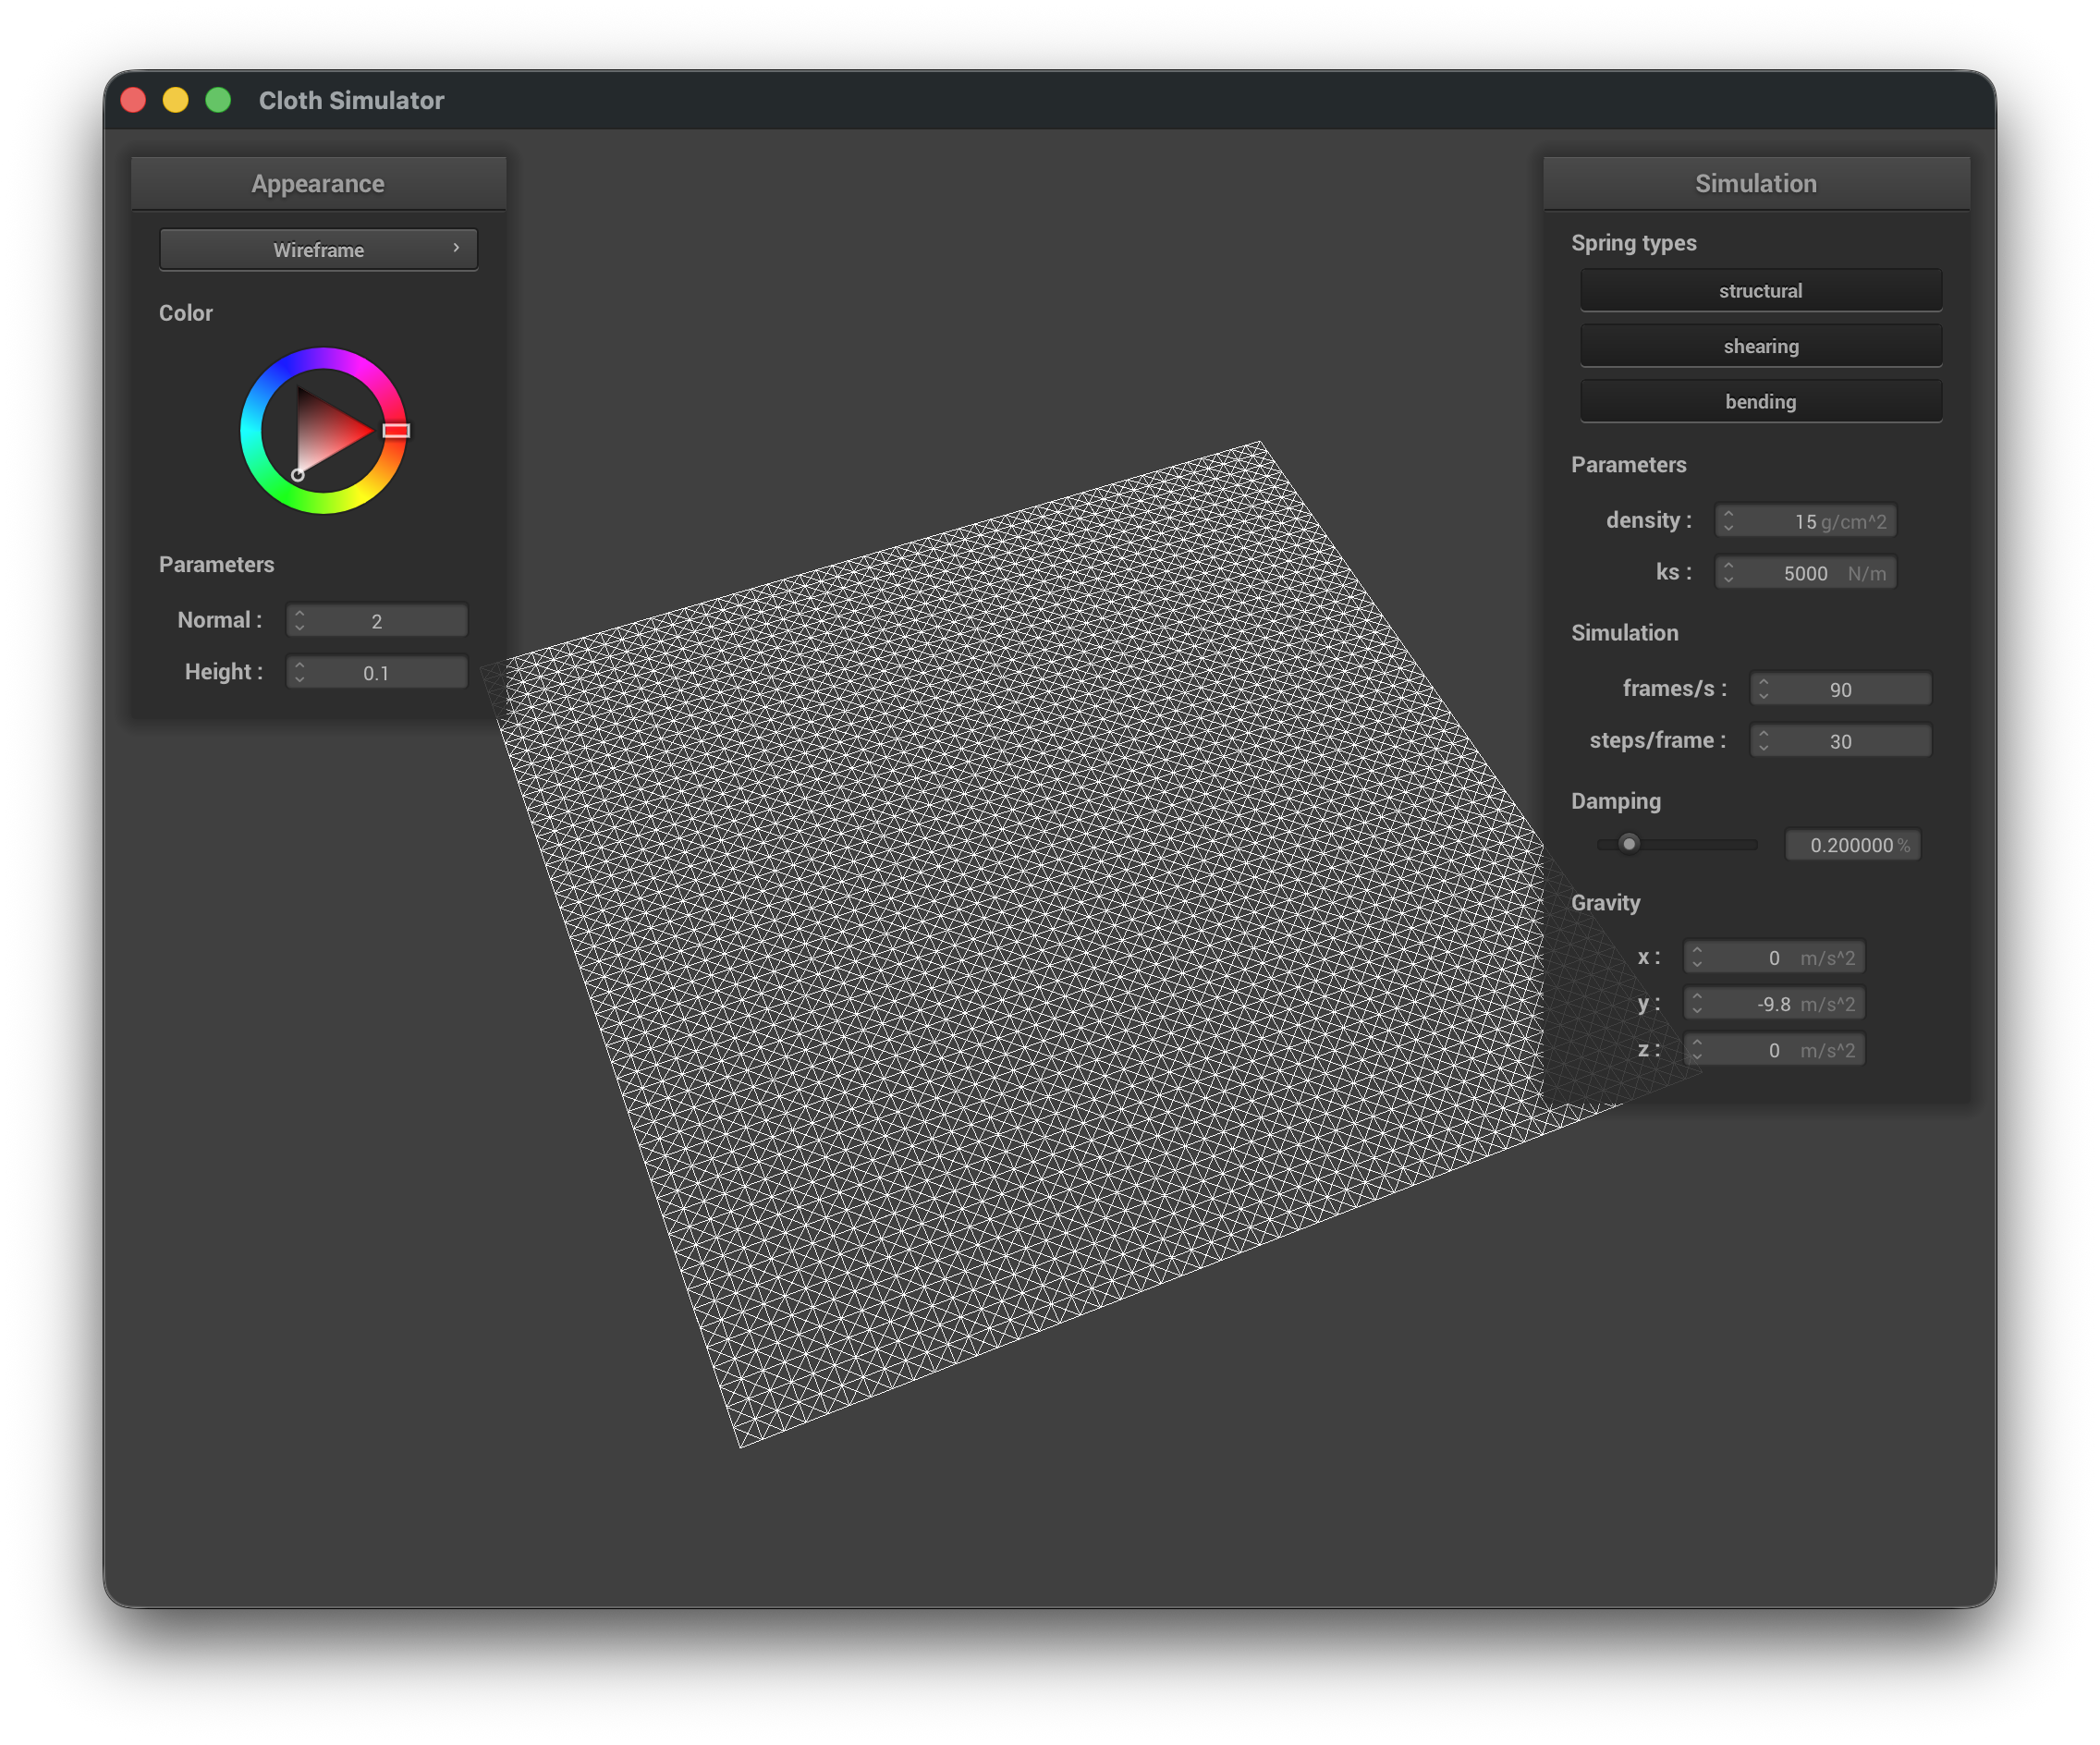 Cloth Simulator
Appearance
Wireframe
Color
Parameters
Normal : 2
Height : 0.1
Simulation
Spring types
structural
shearing
bending
Parameters
density : 15 g/cm^2
ks : 5000 N/m
Simulation
frames/s : 90
steps/frame : 30
Damping
0.200000 %
Gravity
x : 0 m/s^2
y : -9.8 m/s^2
z : 0 m/s^2